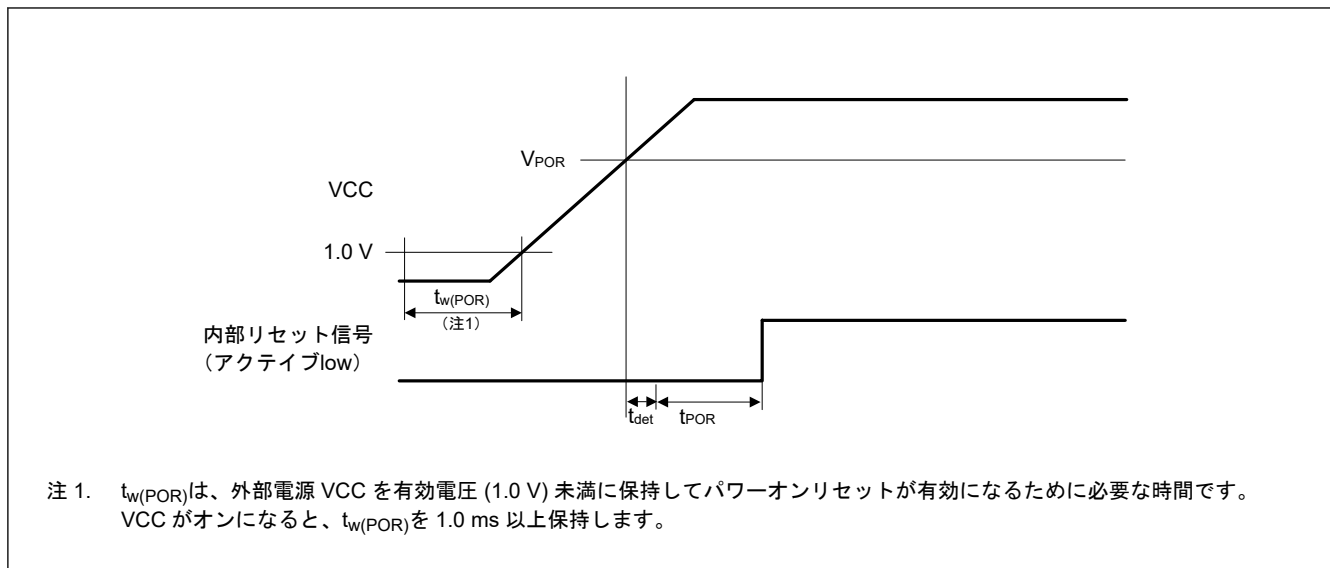 VPOR
VCC
1.0 V
tw(POR)
（注1）
内部リセット信号
（アクテイブlow）
tdet
tPOR
注 1. tw(POR)は、外部電源 VCC を有効電圧 (1.0 V) 未満に保持してパワーオンリセットが有効になるために必要な時間です。
VCC がオンになると、tw(POR)を 1.0 ms 以上保持します。